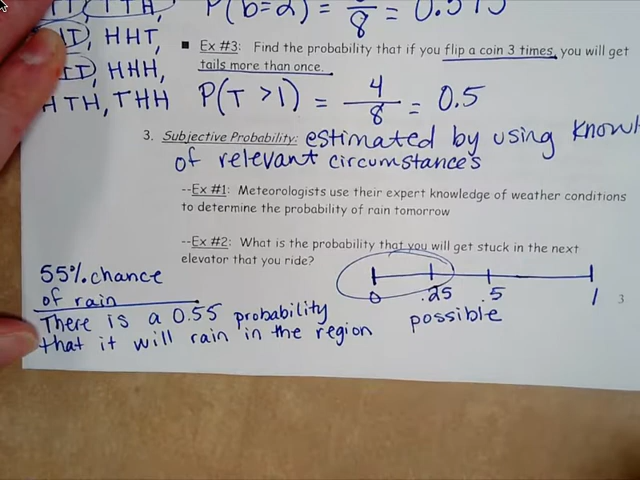 TTH,
P(b=2) = /8 = 0.375
HHT,
Ex #3: Find the probability that if you flip a coin 3 times, you will get
tails more than once.
HHH,
HTH, THH
P(T >1) = 4/8 = 0.5
3. Subjective Probability: estimated by using
of relevant circumstances
--Ex #1: Meteorologists use their expert knowledge of weather conditions
to determine the probability of rain tomorrow
--Ex #2: What is the probability that you will get stuck in the next
elevator that you ride?
55% chance
of rain
0 .25 .5 1
There is a 0.55 probability
that it will rain in the region
possible
3